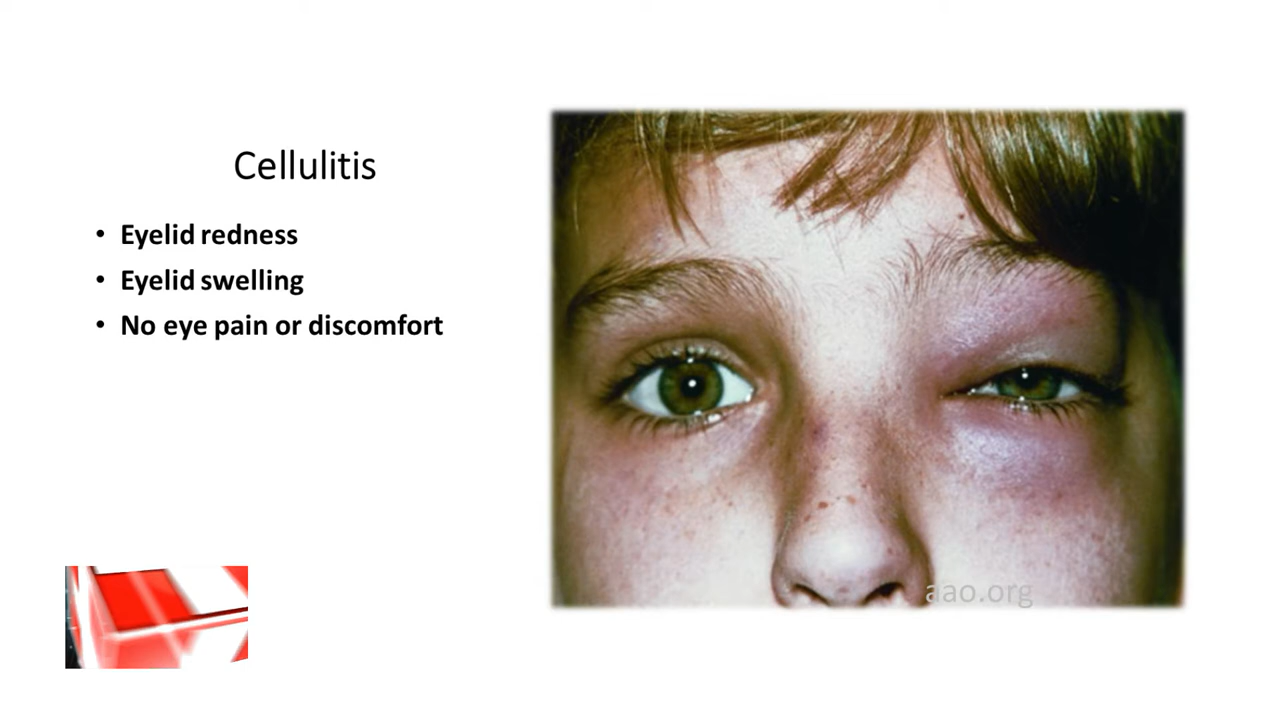 Cellulitis
• Eyelid redness
• Eyelid swelling
• No eye pain or discomfort
aao.org